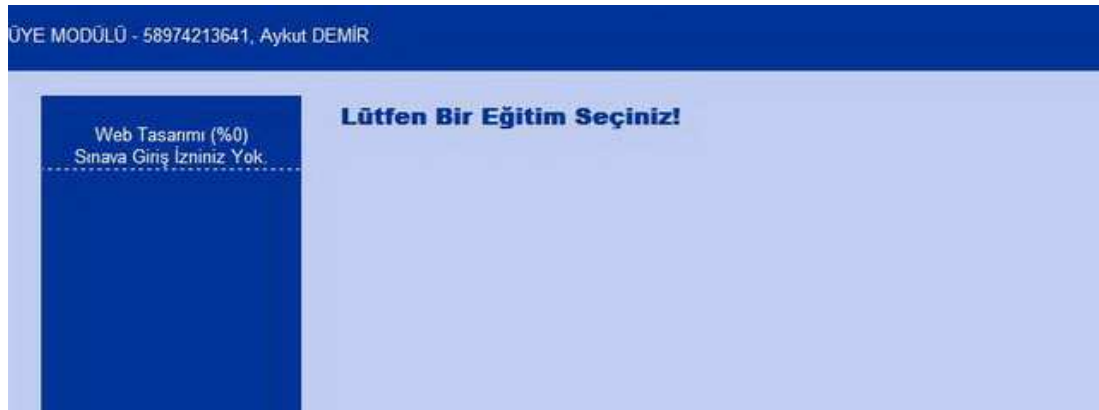 ÜYE MODÜLÜ - 58974213641, Aykut DEMİR
Lütfen Bir Eğitim Seçiniz!
Web Tasarımı (%0)
Sınava Giriş İzniniz Yok.